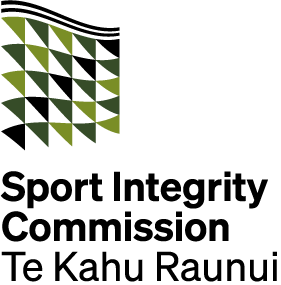 Sport Integrity
Commission
Te Kahu Raunui